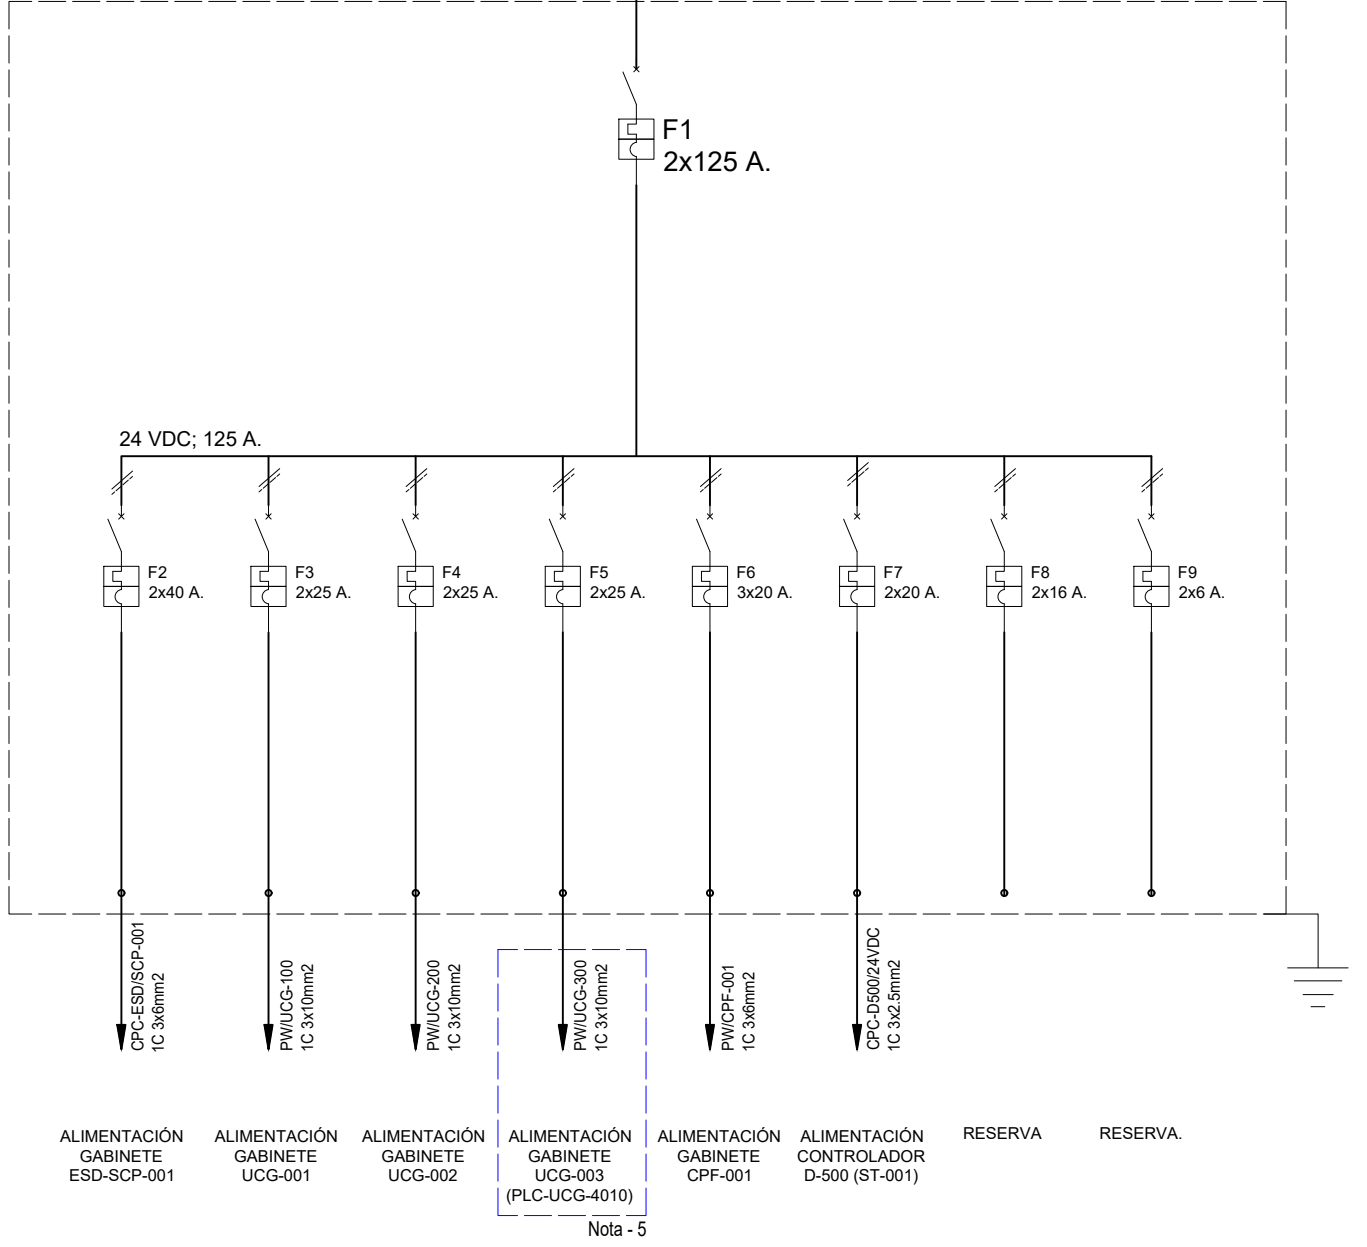 F1
2x125 A.
24 VDC; 125 A.
F2
2x40 A.
F3
2x25 A.
F4
2x25 A.
F5
2x25 A.
F6
3x20 A.
F7
2x20 A.
F8
2x16 A.
F9
2x6 A.
CPC-ESD/SCP-001
1C 3x6mm2
PW/UCG-100
1C 3x10mm2
PW/UCG-200
1C 3x10mm2
PW/UCG-300
1C 3x10mm2
PW/CPF-001
1C 3x6mm2
CPC-D500/24VDC
1C 3x2.5mm2
ALIMENTACIÓN
GABINETE
ESD-SCP-001
ALIMENTACIÓN
GABINETE
UCG-001
ALIMENTACIÓN
GABINETE
UCG-002
ALIMENTACIÓN
GABINETE
UCG-003
(PLC-UCG-4010)
ALIMENTACIÓN
GABINETE
CPF-001
ALIMENTACIÓN
CONTROLADOR
D-500 (ST-001)
RESERVA
RESERVA.
Nota - 5